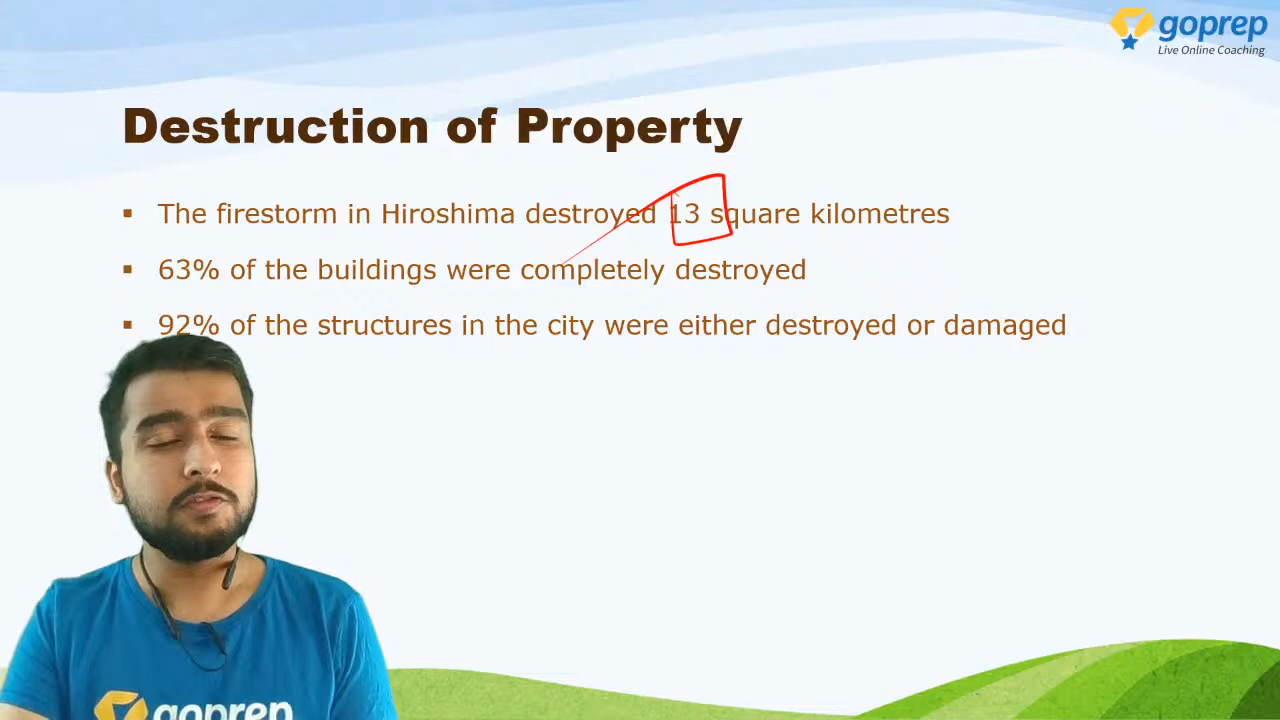 goprep
Live Online Coaching
Destruction of Property
▪ The firestorm in Hiroshima destroyed 13 square kilometres
▪ 63% of the buildings were completely destroyed
▪ 92% of the structures in the city were either destroyed or damaged
goprep